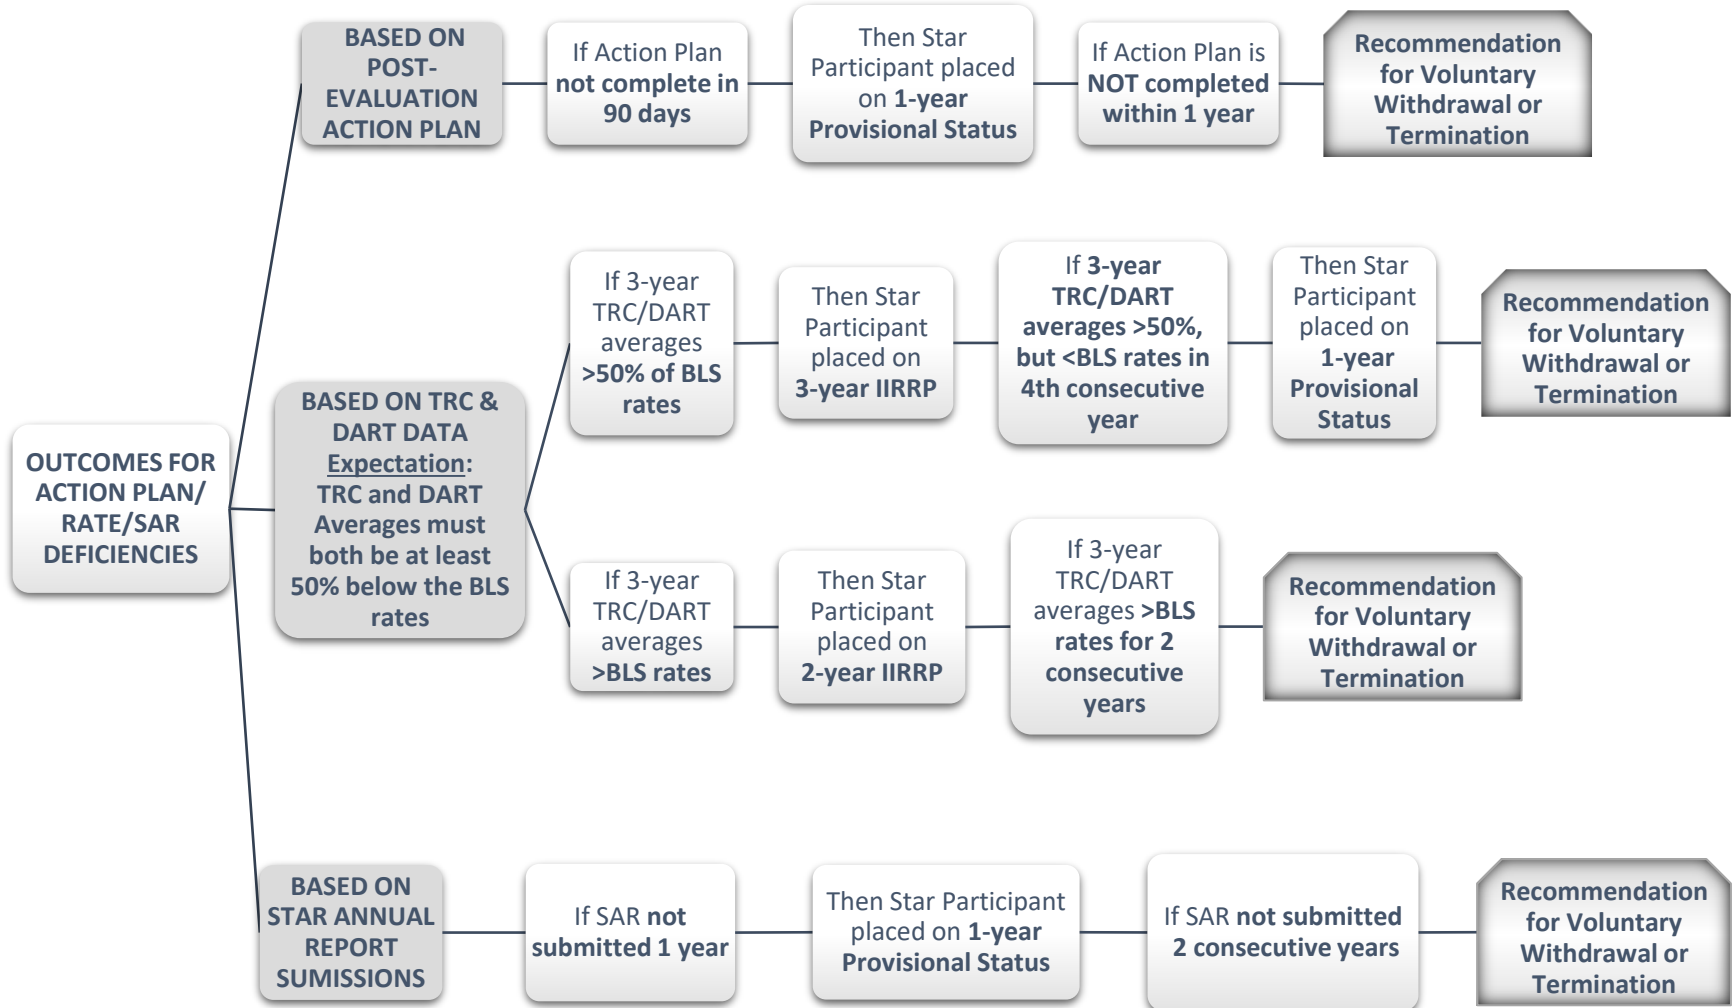 OUTCOMES FOR
ACTION PLAN/
RATE/SAR
DEFICIENCIES
BASED ON
POST-
EVALUATION
ACTION PLAN
If Action Plan
not complete in
90 days
Then Star
Participant placed
on 1-year
Provisional Status
If Action Plan is
NOT completed
within 1 year
Recommendation
for Voluntary
Withdrawal or
Termination
BASED ON TRC &
DART DATA
Expectation:
TRC and DART
Averages must
both be at least
50% below the BLS
rates
If 3-year
TRC/DART
averages
>50% of BLS
rates
Then Star
Participant
placed on
3-year IIRRP
If 3-year
TRC/DART
averages >50%,
but <BLS rates in
4th consecutive
year
Then Star
Participant
placed on
1-year
Provisional
Status
Recommendation
for Voluntary
Withdrawal or
Termination
If 3-year
TRC/DART
averages
>BLS rates
Then Star
Participant
placed on
2-year IIRRP
If 3-year
TRC/DART
averages >BLS
rates for 2
consecutive
years
Recommendation
for Voluntary
Withdrawal or
Termination
BASED ON
STAR ANNUAL
REPORT
SUMISSIONS
If SAR not
submitted 1 year
Then Star Participant
placed on 1-year
Provisional Status
If SAR not submitted
2 consecutive years
Recommendation
for Voluntary
Withdrawal or
Termination